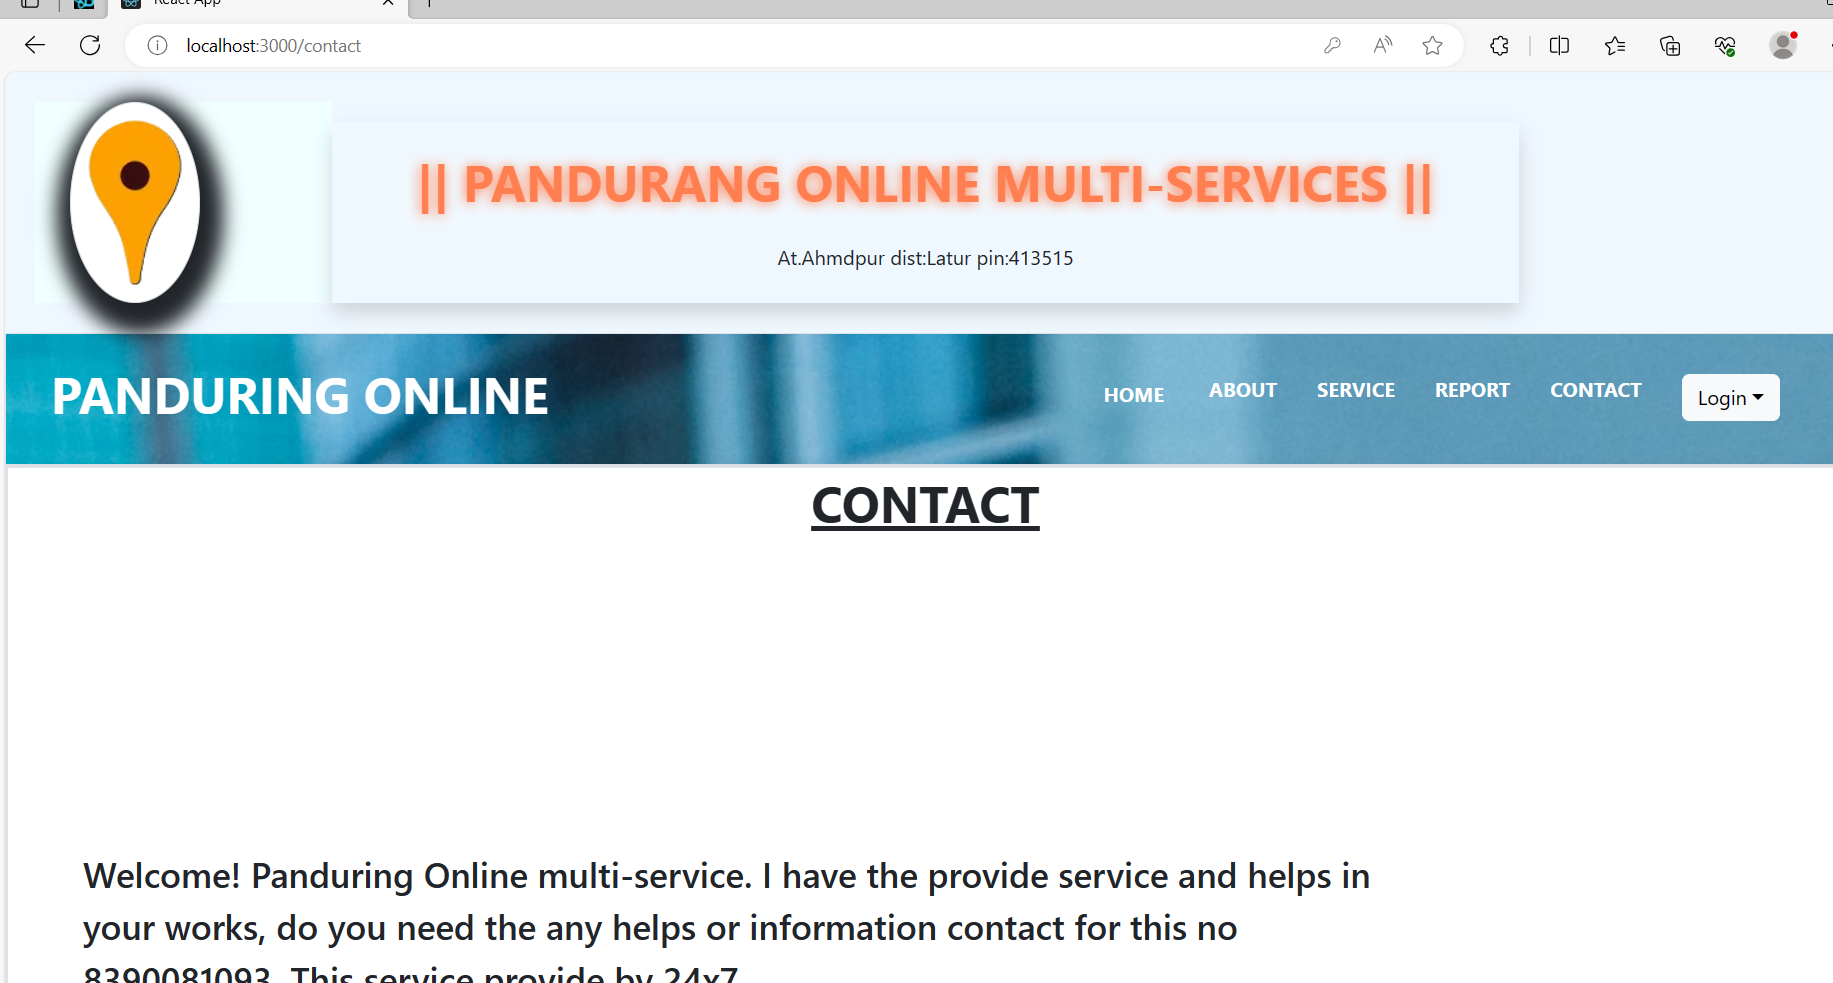 React App
localhost:3000/contact
|| PANDURANG ONLINE MULTI-SERVICES ||
At.Ahmdpur dist:Latur pin:413515
PANDURING ONLINE
HOME ABOUT SERVICE REPORT CONTACT Login
CONTACT
Welcome! Panduring Online multi-service. I have the provide service and helps in
your works, do you need the any helps or information contact for this no
8390081093. This service provide by 24x7